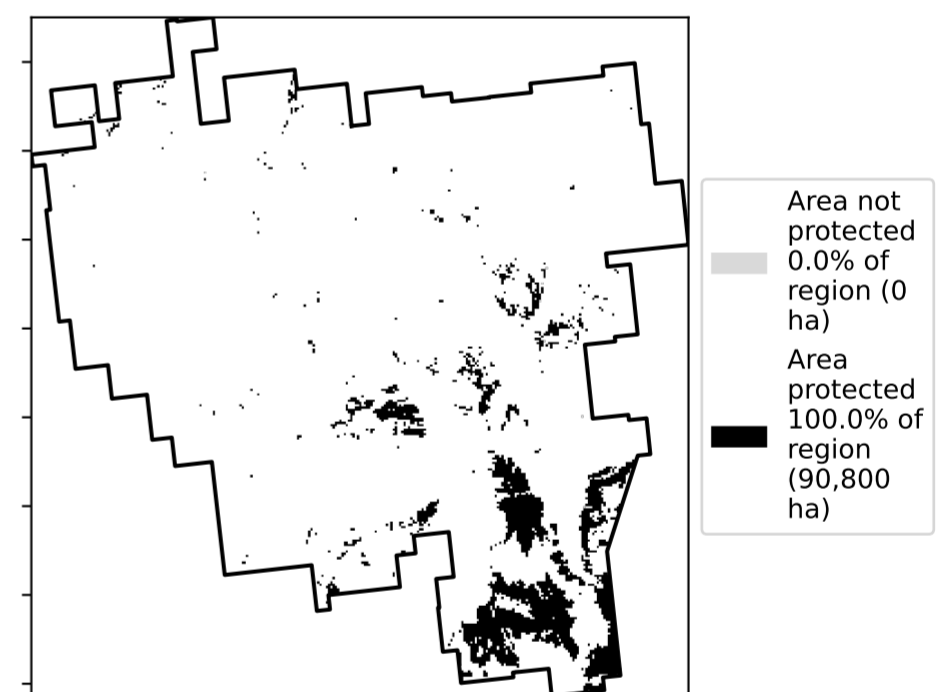 Area not
protected
0.0% of
region (0
ha)
Area
protected
100.0% of
region
(90,800
ha)